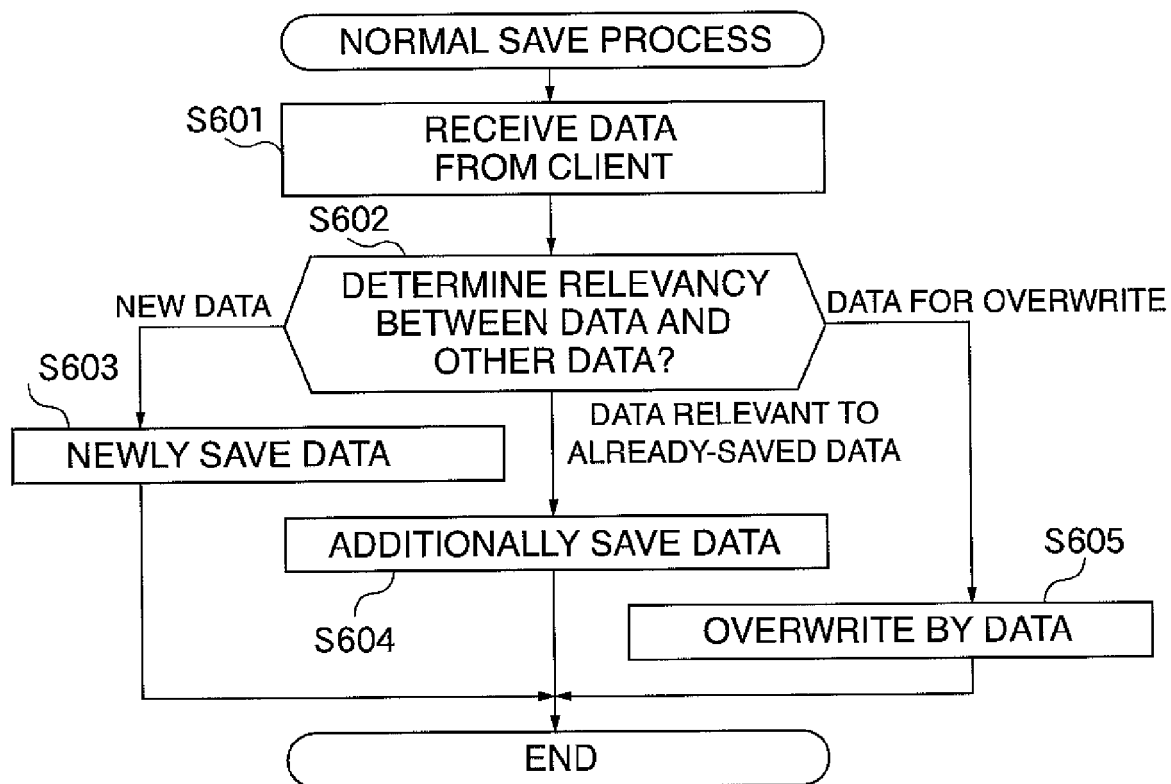 NORMAL SAVE PROCESS
S601
RECEIVE DATA
FROM CLIENT
S602
DETERMINE RELEVANCY
BETWEEN DATA AND
OTHER DATA?
NEW DATA
DATA FOR OVERWRITE
S603
NEWLY SAVE DATA
DATA RELEVANT TO
ALREADY-SAVED DATA
ADDITIONALLY SAVE DATA
S604
S605
OVERWRITE BY DATA
END